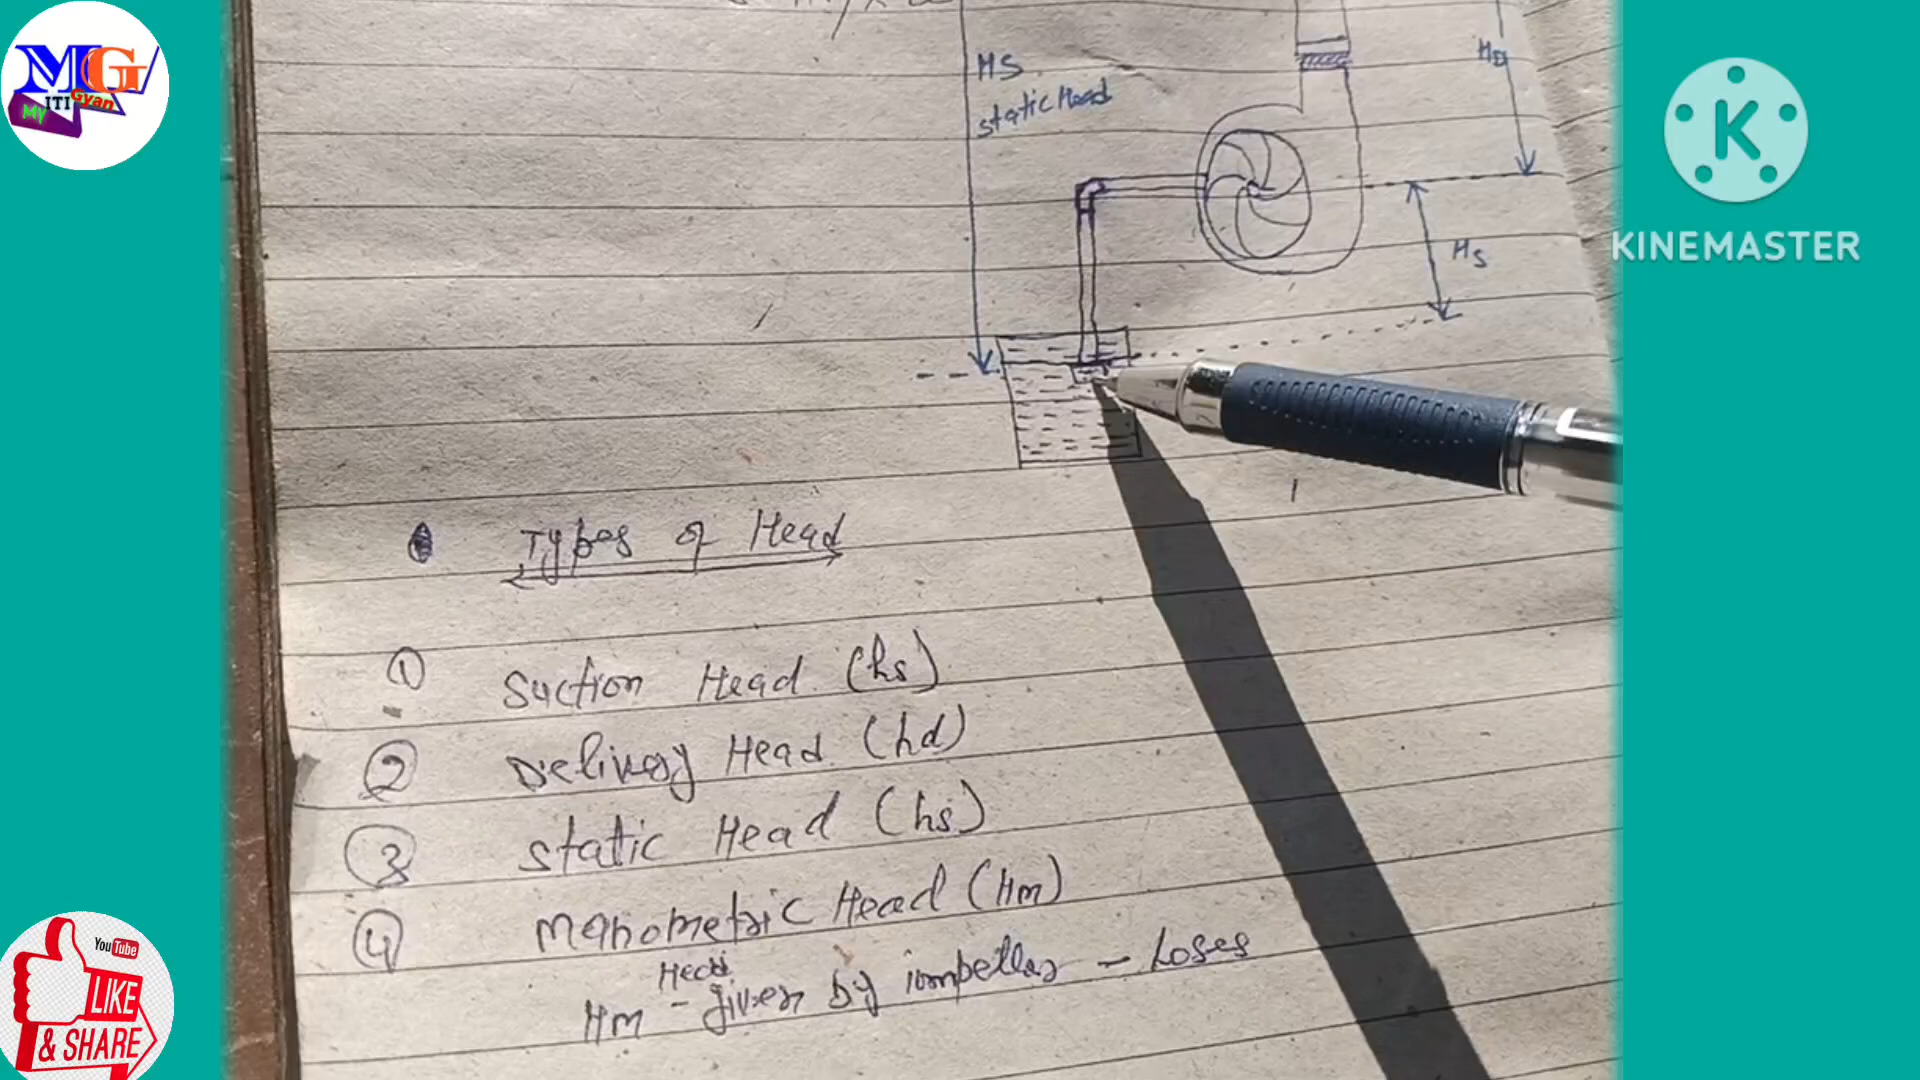 MG
My ITI Gyan
K
KINEMASTER
HS
static Head
HD
Hs
Types of Head
1 Suction Head (hs)
2 Delivery Head (hd)
3 Static Head (hs)
4 Manometric Head (Hm)
Head
Hm - given by impeller - Loses
YouTube
LIKE
& SHARE